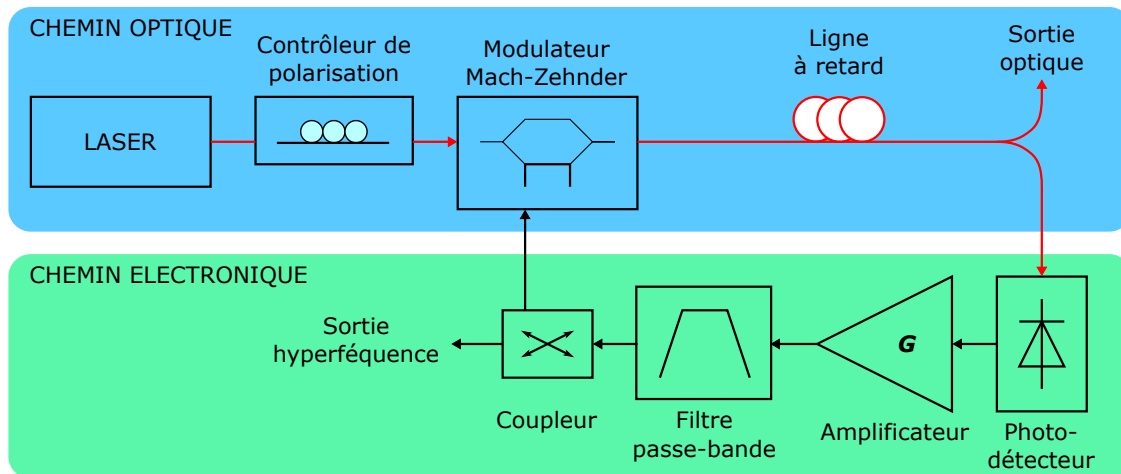 CHEMIN OPTIQUE
Contrôleur de
polarisation
Modulateur
Mach-Zehnder
Ligne
à retard
Sortie
optique
LASER
CHEMIN ELECTRONIQUE
Sortie
hyperféquence
G
Coupleur
Filtre
passe-bande
Amplificateur
Photo-
détecteur